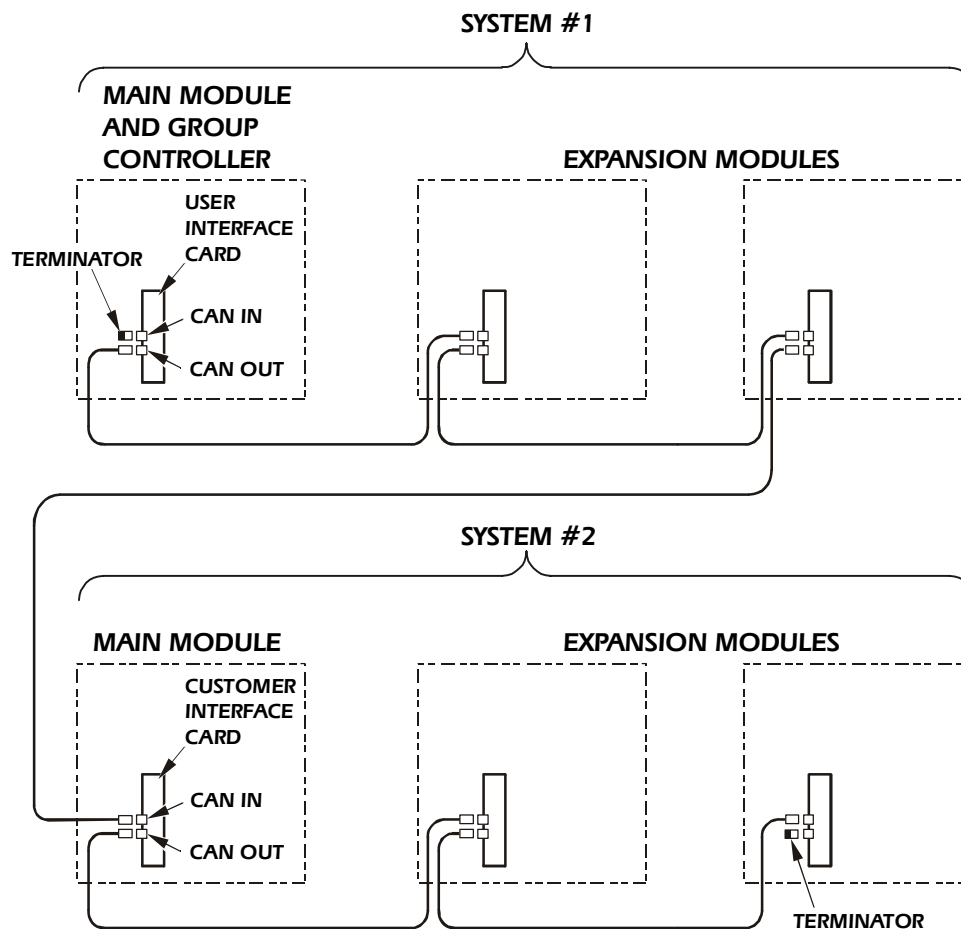 SYSTEM #1
MAIN MODULE
AND GROUP
CONTROLLER
EXPANSION MODULES
USER
INTERFACE
CARD
TERMINATOR
CAN IN
CAN OUT
SYSTEM #2
MAIN MODULE
EXPANSION MODULES
CUSTOMER
INTERFACE
CARD
CAN IN
CAN OUT
TERMINATOR